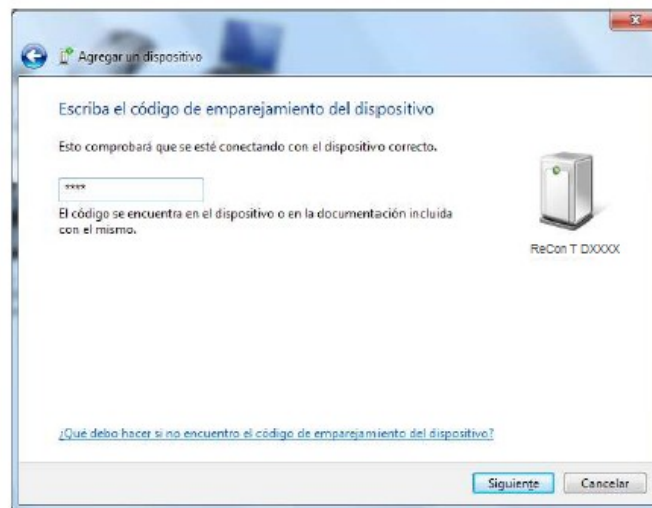 Agregar un dispositivo
Escriba el código de emparejamiento del dispositivo
Esto comprobará que se esté conectando con el dispositivo correcto.
****
El código se encuentra en el dispositivo o en la documentación incluida
con el mismo.
ReCon T DXXXX
¿Qué debo hacer si no encuentro el código de emparejamiento del dispositivo?
Siguiente
Cancelar